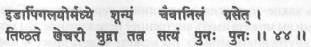 इडापिंगलयोर्मध्ये शून्यं चैवानिलं ग्रसेत् ।
तिष्ठते खेचरी मुद्रा तत्र सत्यं पुनः पुनः ॥ ४४ ॥